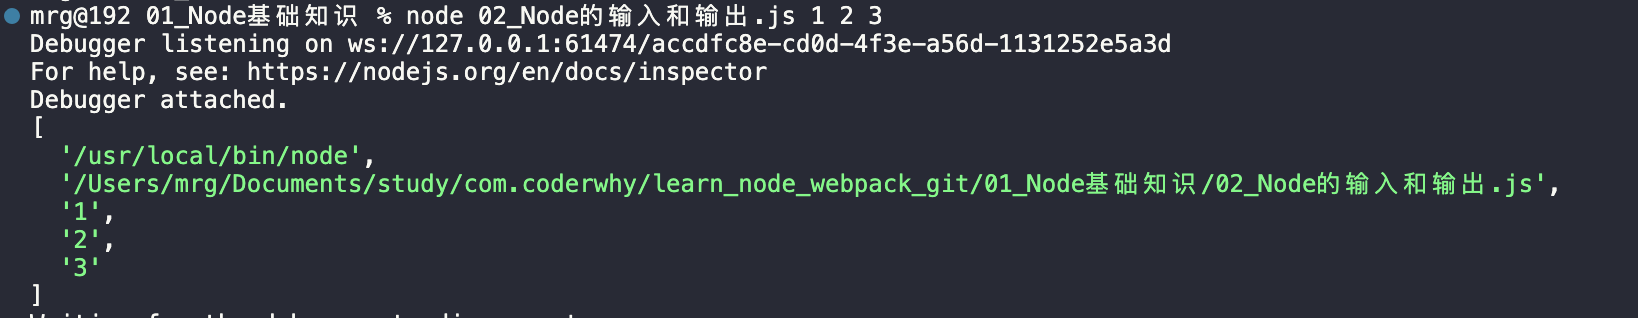 mrg@192 01_Node基础知识 % node 02_Node的输入和输出.js 1 2 3
Debugger listening on ws://127.0.0.1:61474/accdfc8e-cd0d-4f3e-a56d-1131252e5a3d
For help, see: https://nodejs.org/en/docs/inspector
Debugger attached.
[
  '/usr/local/bin/node',
  '/Users/mrg/Documents/study/com.coderwhy/learn_node_webpack_git/01_Node基础知识/02_Node的输入和输出.js',
  '1',
  '2',
  '3'
]